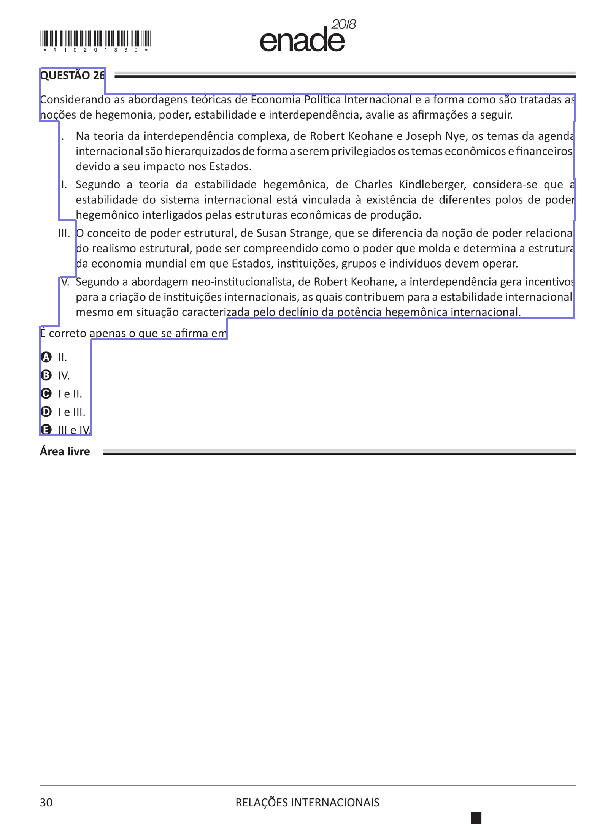 *R1020183 30*
enade 2018
QUESTÃO 26
Considerando as abordagens teóricas de Economia Política Internacional e a forma como são tratadas as
noções de hegemonia, poder, estabilidade e interdependência, avalie as afirmações a seguir.
I. Na teoria da interdependência complexa, de Robert Keohane e Joseph Nye, os temas da agenda
internacional são hierarquizados de forma a serem privilegiados os temas econômicos e financeiros
devido a seu impacto nos Estados.
II. Segundo a teoria da estabilidade hegemônica, de Charles Kindleberger, considera-se que a
estabilidade do sistema internacional está vinculada à existência de diferentes polos de poder
hegemônico interligados pelas estruturas econômicas de produção.
III. O conceito de poder estrutural, de Susan Strange, que se diferencia da noção de poder relacional
do realismo estrutural, pode ser compreendido como o poder que molda e determina a estrutura
da economia mundial em que Estados, instituições, grupos e indivíduos devem operar.
IV. Segundo a abordagem neo-institucionalista, de Robert Keohane, a interdependência gera incentivos
para a criação de instituições internacionais, as quais contribuem para a estabilidade internacional
mesmo em situação caracterizada pelo declínio da potência hegemônica internacional.
É correto apenas o que se afirma em
A II.
B IV.
C I e II.
D I e III.
E III e IV.
Área livre
30 RELAÇÕES INTERNACIONAIS